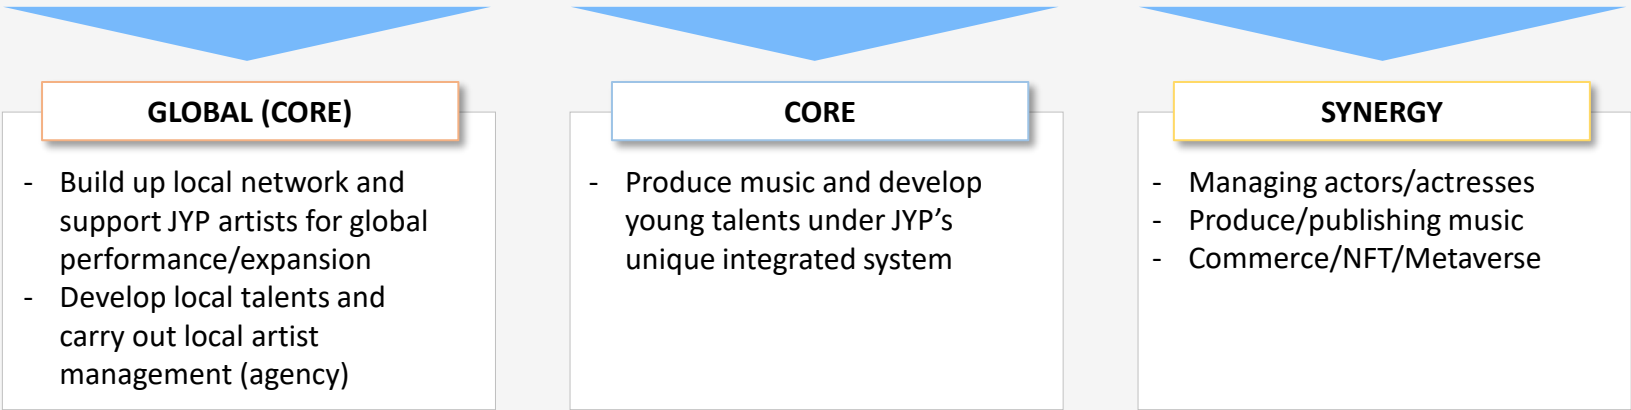 GLOBAL (CORE)
- Build up local network and
support JYP artists for global
performance/expansion
- Develop local talents and
carry out local artist
management (agency)
CORE
- Produce music and develop
young talents under JYP’s
unique integrated system
SYNERGY
- Managing actors/actresses
- Produce/publishing music
- Commerce/NFT/Metaverse